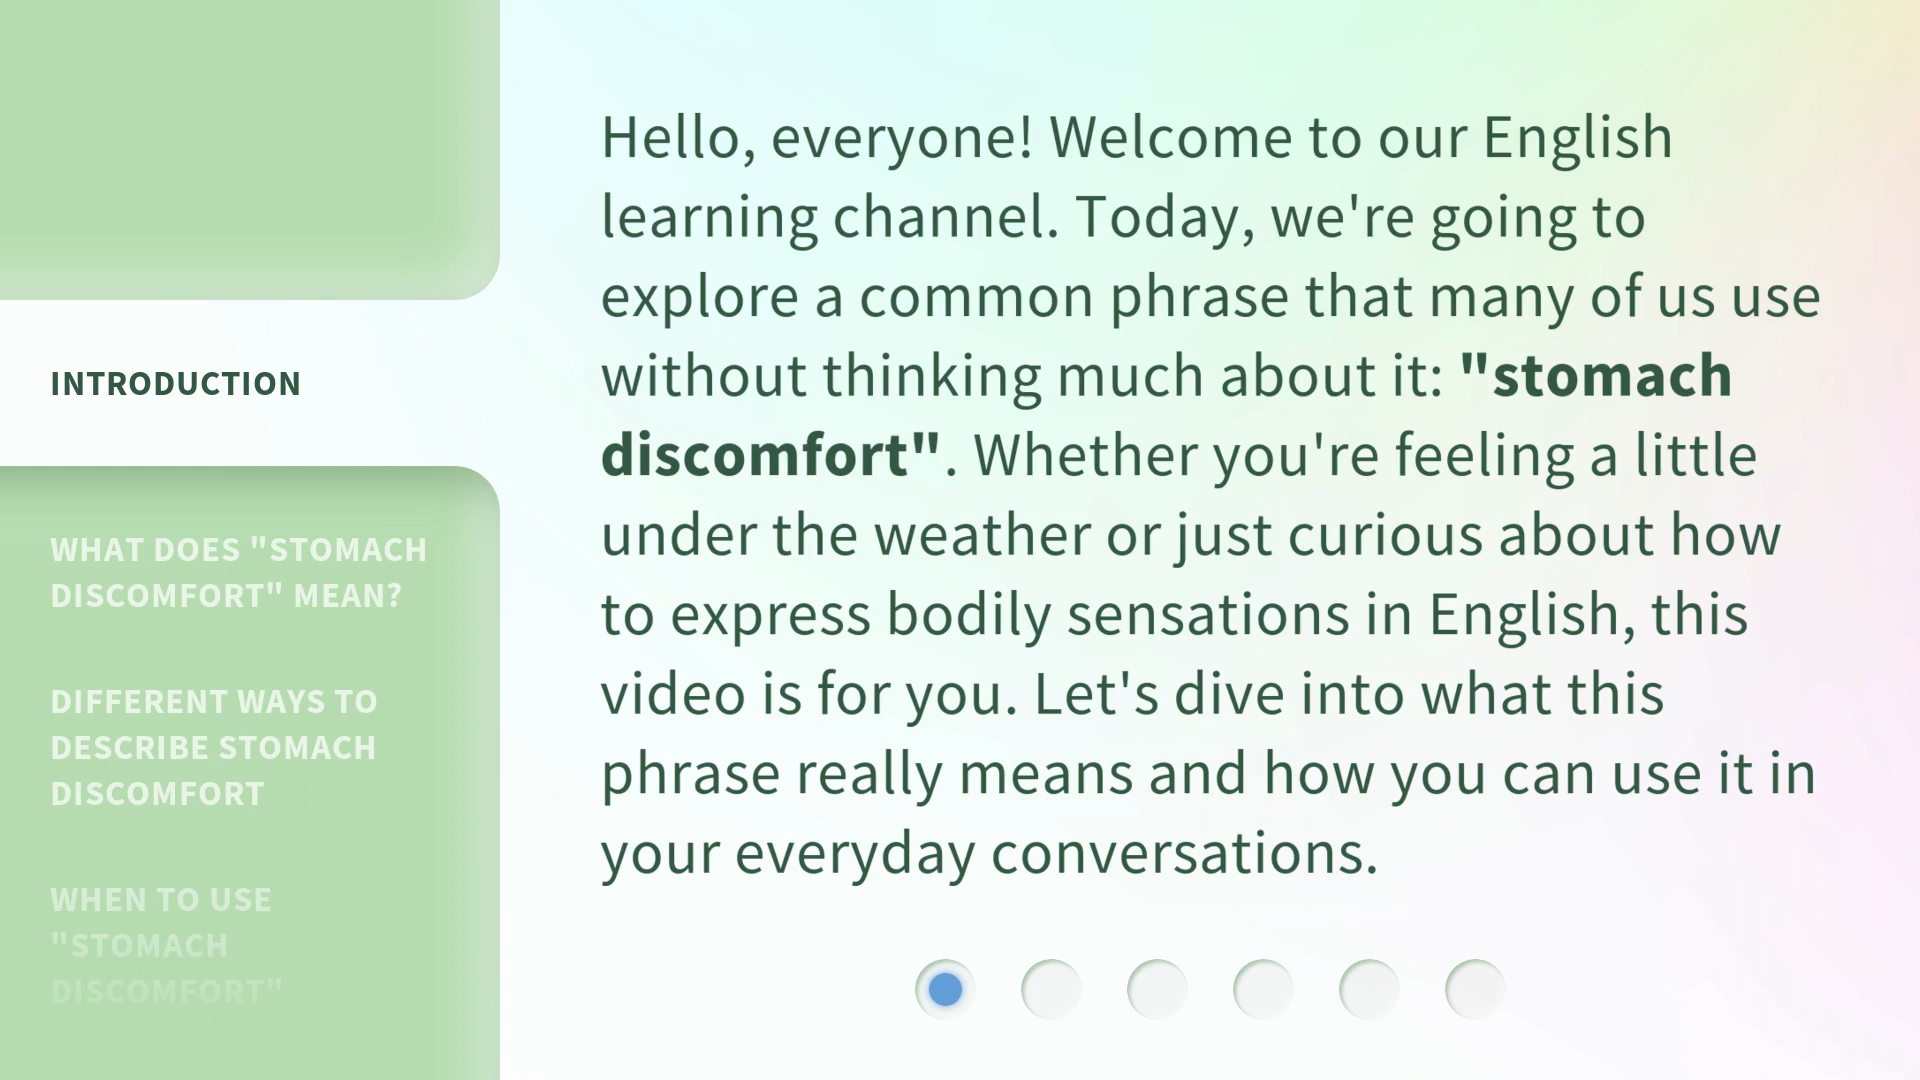 INTRODUCTION
WHAT DOES "STOMACH
DISCOMFORT" MEAN?
DIFFERENT WAYS TO
DESCRIBE STOMACH
DISCOMFORT
WHEN TO USE
"STOMACH
DISCOMFORT"
Hello, everyone! Welcome to our English
learning channel. Today, we're going to
explore a common phrase that many of us use
without thinking much about it: "stomach
discomfort". Whether you're feeling a little
under the weather or just curious about how
to express bodily sensations in English, this
video is for you. Let's dive into what this
phrase really means and how you can use it in
your everyday conversations.